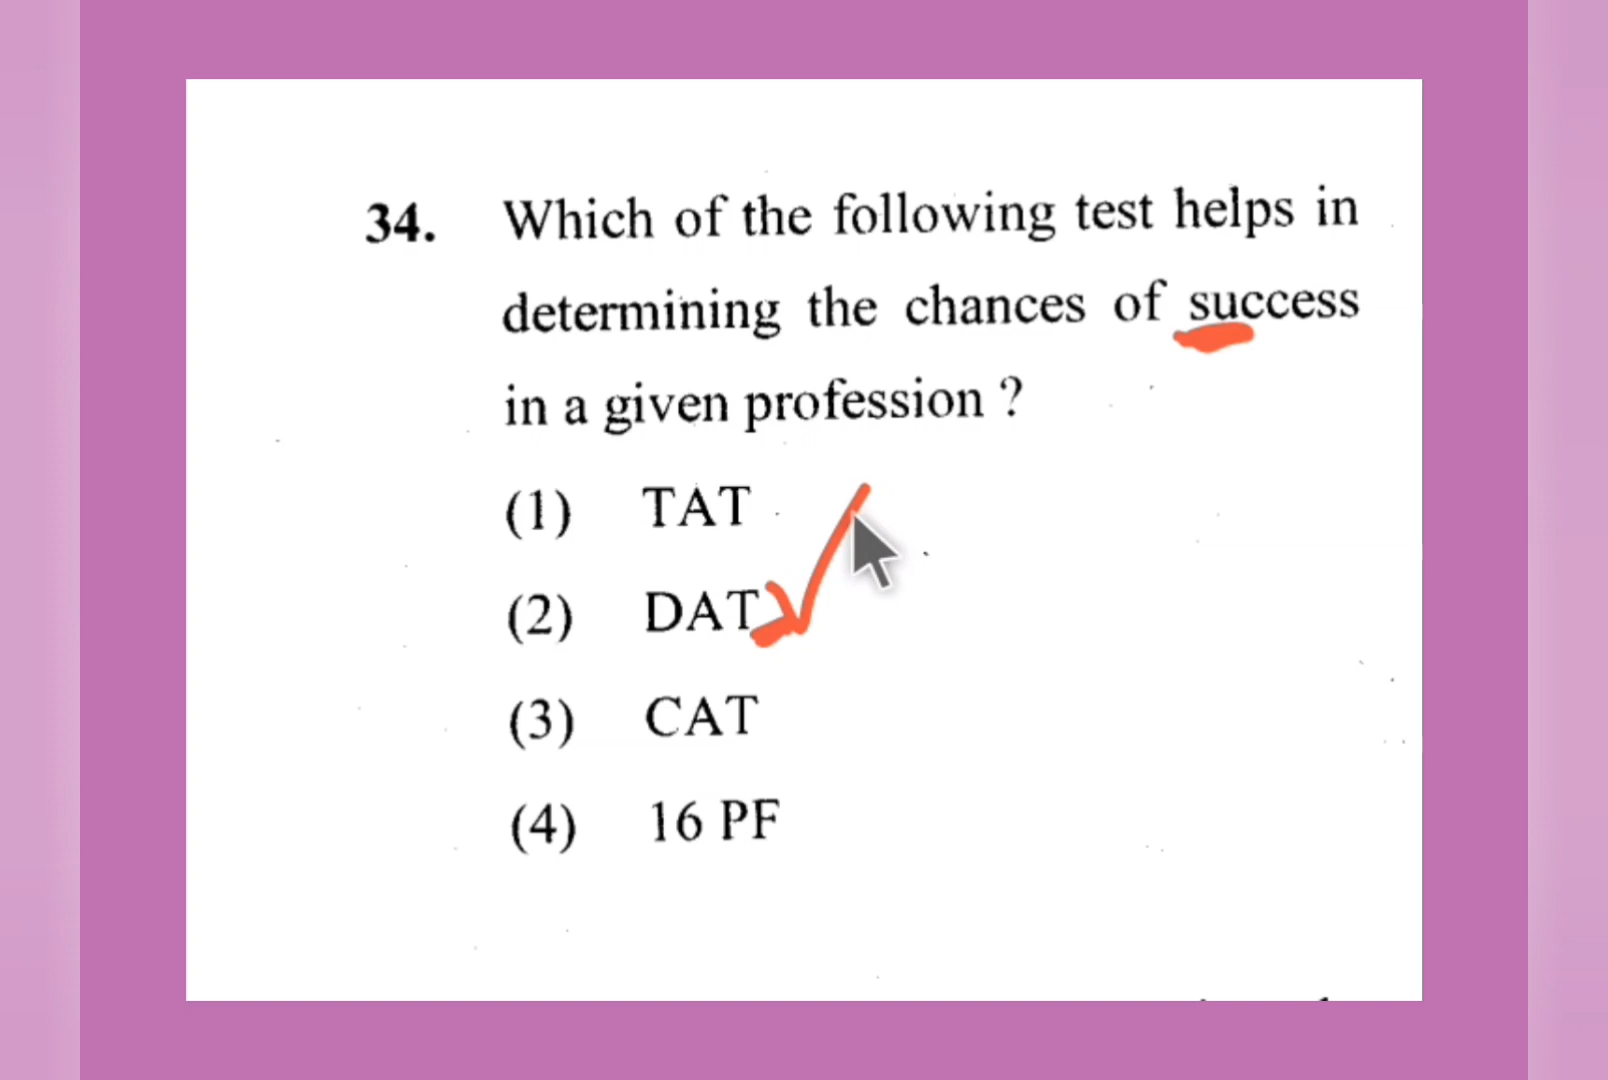 34. Which of the following test helps in
determining the chances of success
in a given profession ?
(1) TAT
(2) DAT
(3) CAT
(4) 16 PF